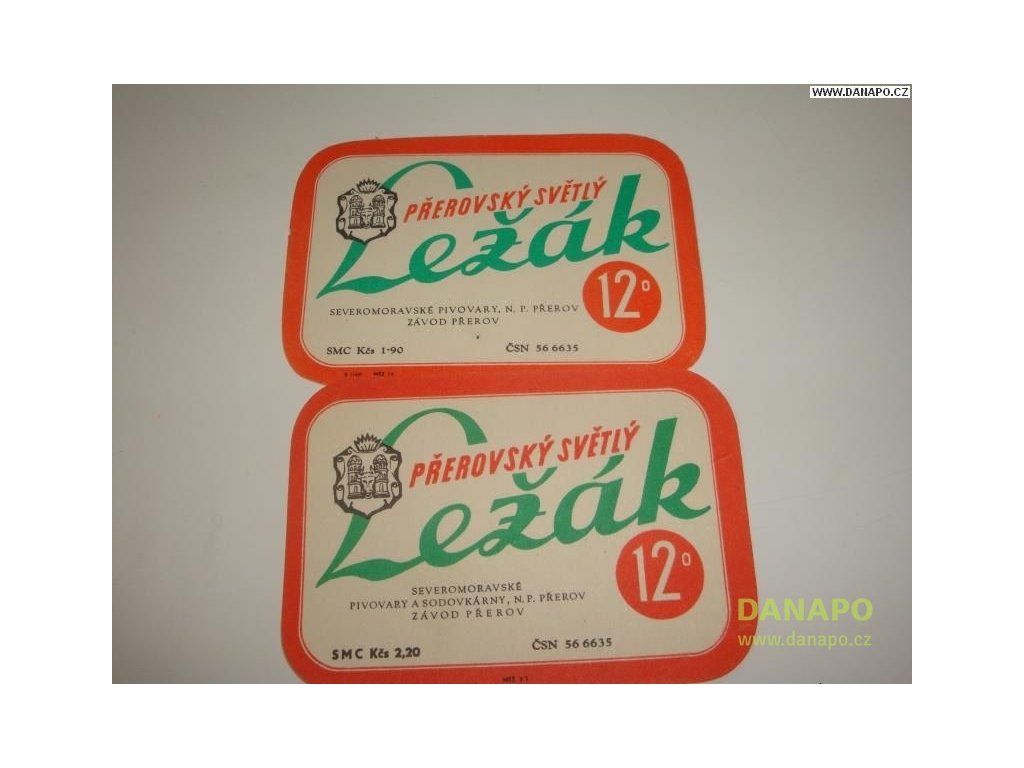 WWW.DANAPO.CZ
PŘEROVSKÝ SVĚTLÝ
Ležák
12°
SEVEROMORAVSKÉ PIVOVARY, N. P. PŘEROV
ZÁVOD PŘEROV
SMC Kčs 1-90
ČSN 56 6635
PŘEROVSKÝ SVĚTLÝ
Ležák
12°
SEVEROMORAVSKÉ
PIVOVARY A SODOVKÁRNY, N. P. PŘEROV
ZÁVOD PŘEROV
SMC Kčs 2,20
ČSN 56 6635
DANAPO
www.danapo.cz